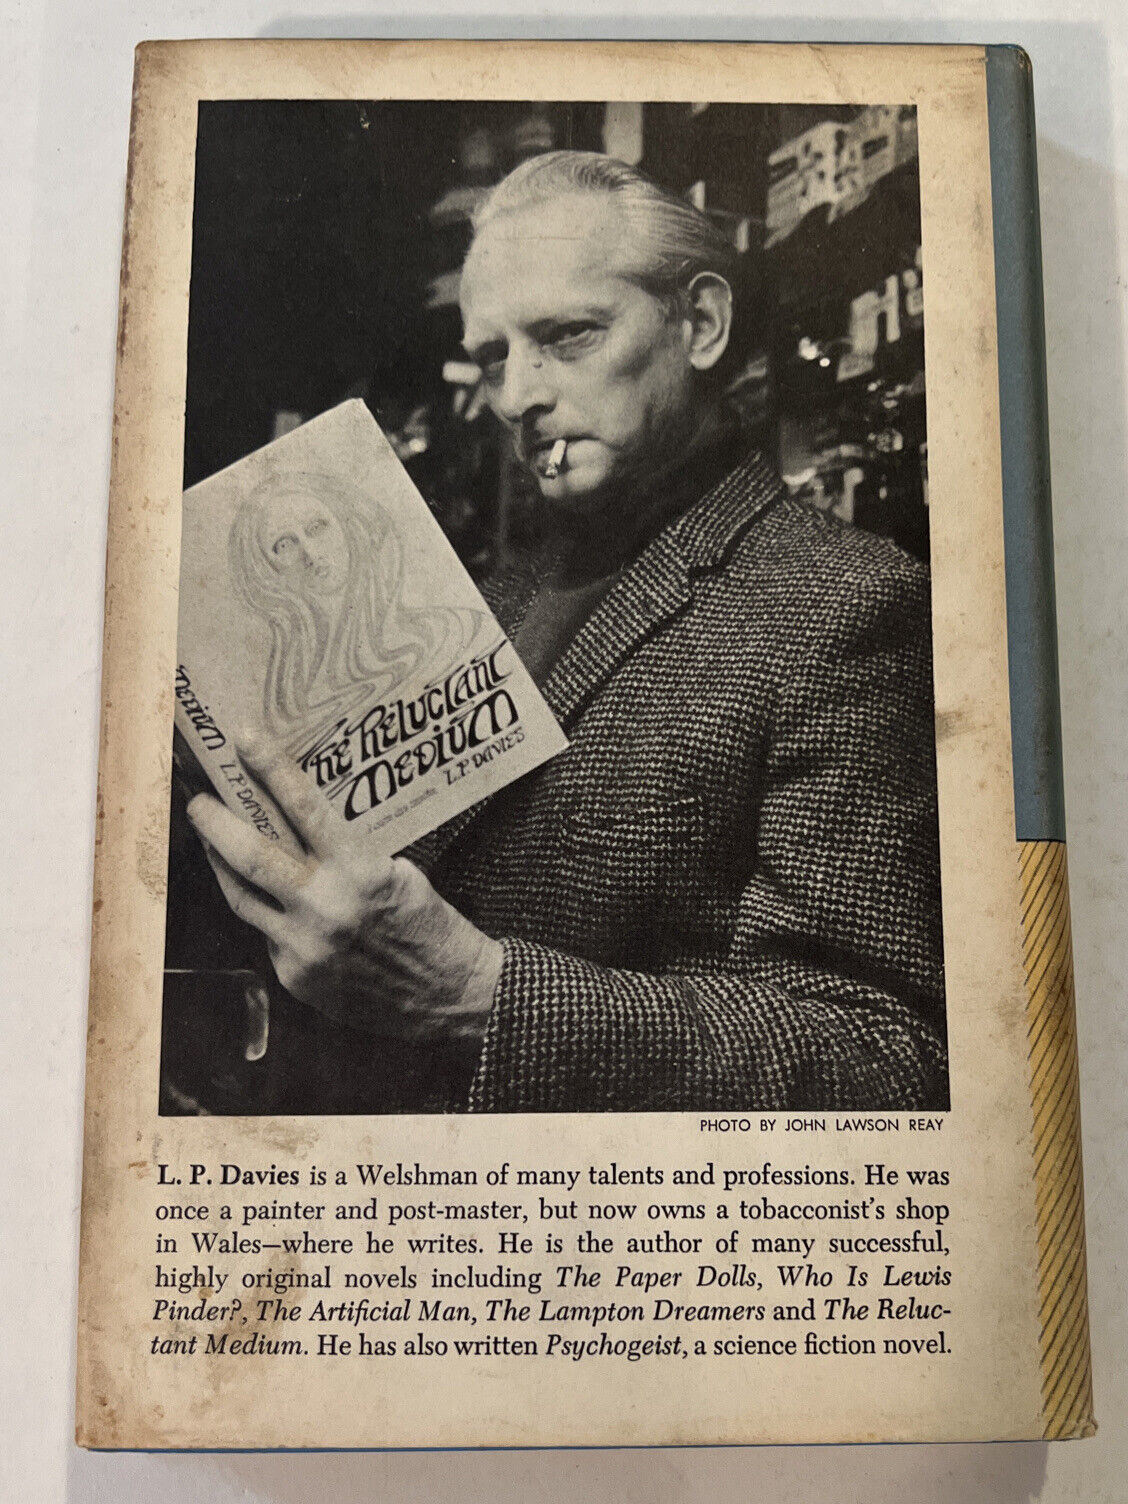 THE RELUCTANT
MEDIUM
L.P. DAVIES
MEDIUM L.P. DAVIES
PHOTO BY JOHN LAWSON REAY
L. P. Davies is a Welshman of many talents and professions. He was
once a painter and post-master, but now owns a tobacconist's shop
in Wales—where he writes. He is the author of many successful,
highly original novels including The Paper Dolls, Who Is Lewis
Pinder?, The Artificial Man, The Lampton Dreamers and The Reluc-
tant Medium. He has also written Psychogeist, a science fiction novel.